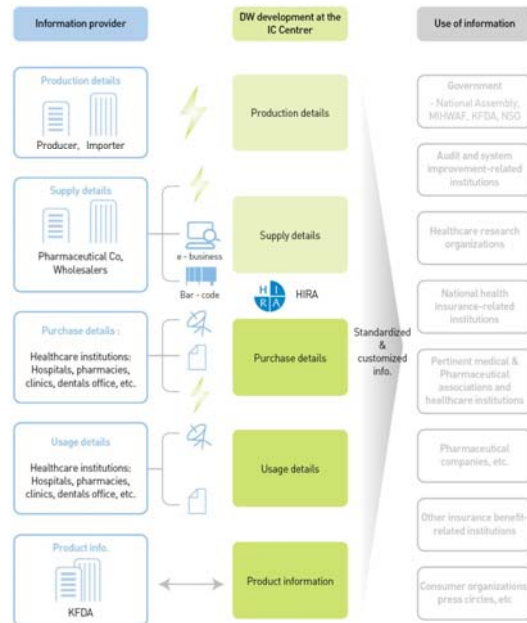 Information provider
DW development at the
IC Centrer
Use of information
Production details
Producer, Importer
Production details
Government
- National Assembly,
MIHWAF, KFDA, NSO
Audit and system
improvement-related
institutions
Supply details
Pharmaceutical Co,
Wholesalers
e - business
Bar - code
Supply details
HIRA
HIRA
Healthcare research
organizations
National health
insurance-related
institutions
Purchase details :
Healthcare institutions:
Hospitals, pharmacies,
clinics, dentals office, etc.
Purchase details
Standardized
&
customized
info.
Pertinent medical &
Pharmaceutical
associations and
healthcare institutions
Usage details
Healthcare institutions:
Hospitals, pharmacies,
clinics, dentals office, etc.
Usage details
Pharmaceutical
companies, etc.
Other insurance benefit-
related institutions
Product info.
KFDA
Product information
Consumer organizations,
press circles, etc